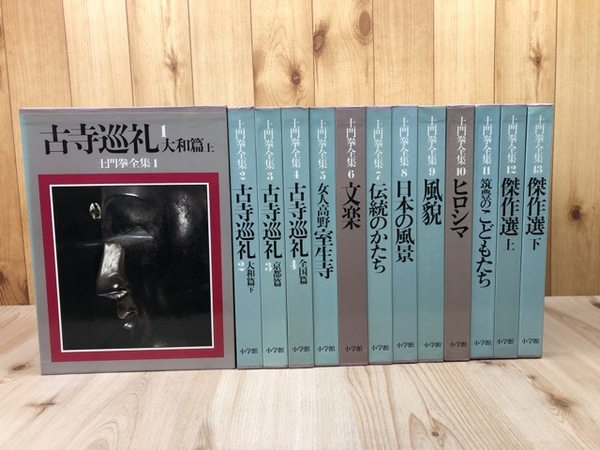 古寺巡礼 1 大和篇 上
土門拳全集 1
土門拳全集 2 古寺巡礼 2 大和篇 下 小学館
土門拳全集 3 古寺巡礼 3 京都篇 小学館
土門拳全集 4 古寺巡礼 4 全国篇 小学館
土門拳全集 5 女人高野室生寺 小学館
土門拳全集 6 文楽 小学館
土門拳全集 7 伝統のかたち 小学館
土門拳全集 8 日本の風景 小学館
土門拳全集 9 風貌 小学館
土門拳全集 10 ヒロシマ 小学館
土門拳全集 11 筑豊のこどもたち 小学館
土門拳全集 12 傑作選 上 小学館
土門拳全集 13 傑作選 下 小学館